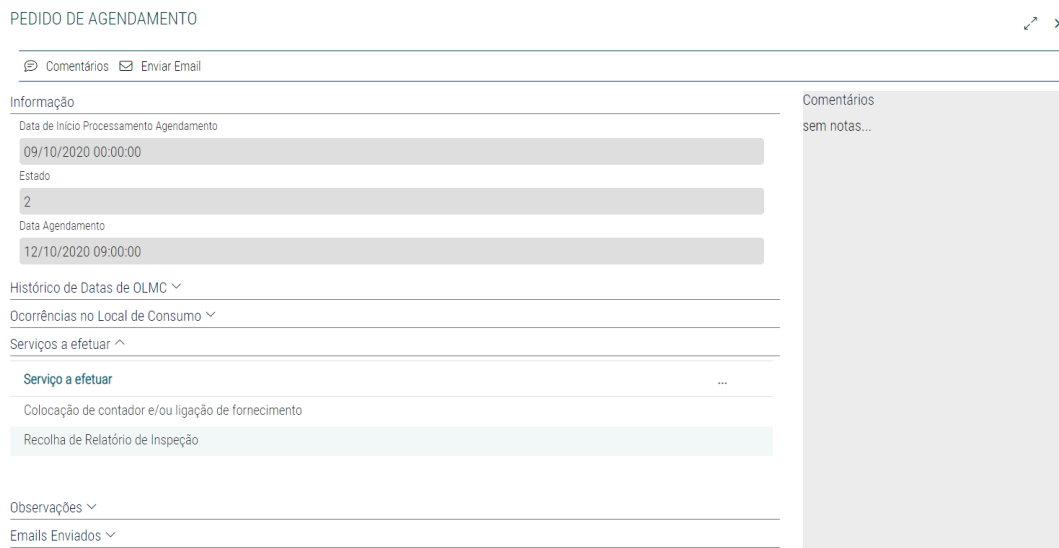 PEDIDO DE AGENDAMENTO
Comentários Enviar Email
Informação
Data de Início Processamento Agendamento
09/10/2020 00:00:00
Estado
2
Data Agendamento
12/10/2020 09:00:00
Histórico de Datas de OLMC
Ocorrências no Local de Consumo
Serviços a efetuar
Serviço a efetuar ...
Colocação de contador e/ou ligação de fornecimento
Recolha de Relatório de Inspeção
Observações
Emails Enviados
Comentários
sem notas...